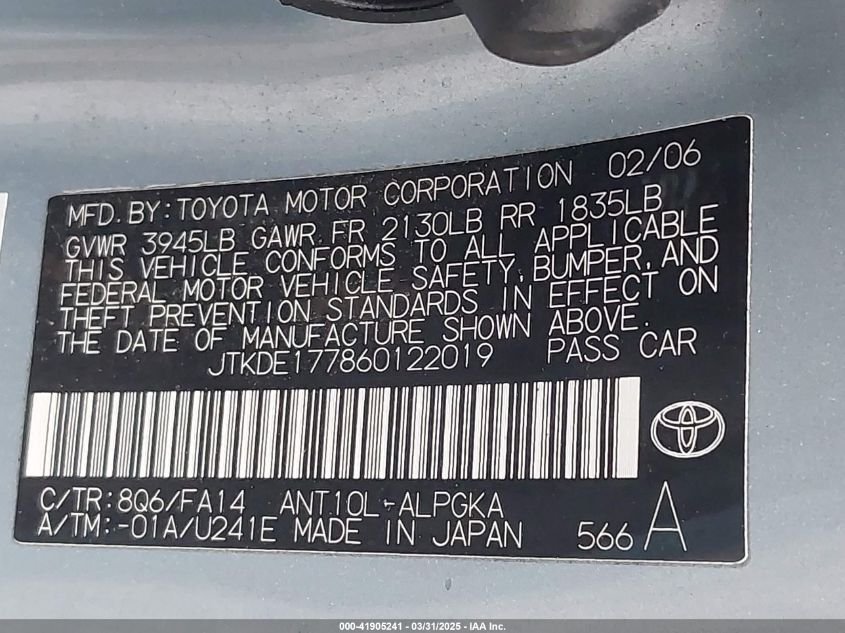 MFD. BY: TOYOTA MOTOR CORPORATION 02/06
GVWR 3945LB GAWR FR 2130LB RR 1835LB
THIS VEHICLE CONFORMS TO ALL APPLICABLE
FEDERAL MOTOR VEHICLE SAFETY, BUMPER, AND
THEFT PREVENTION STANDARDS IN EFFECT ON
THE DATE OF MANUFACTURE SHOWN ABOVE.
JTKDE177860122019 PASS CAR
C/TR: 8Q6/FA14 ANT10L-ALPGKA
A/TM: -01A/U241E MADE IN JAPAN 566 A
000-41905241 - 03/31/2025 - IAA Inc.